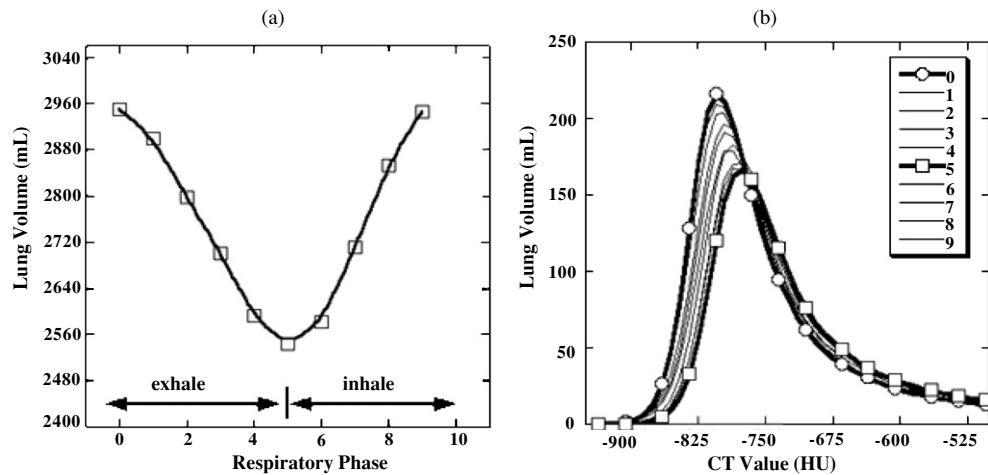 (a)
Lung Volume (mL)
3040
2960
2880
2800
2720
2640
2560
2480
2400
exhale
inhale
0 2 4 6 8 10
Respiratory Phase
(b)
Lung Volume (mL)
250
200
150
100
50
0
0
1
2
3
4
5
6
7
8
9
-900 -825 -750 -675 -600 -525
CT Value (HU)